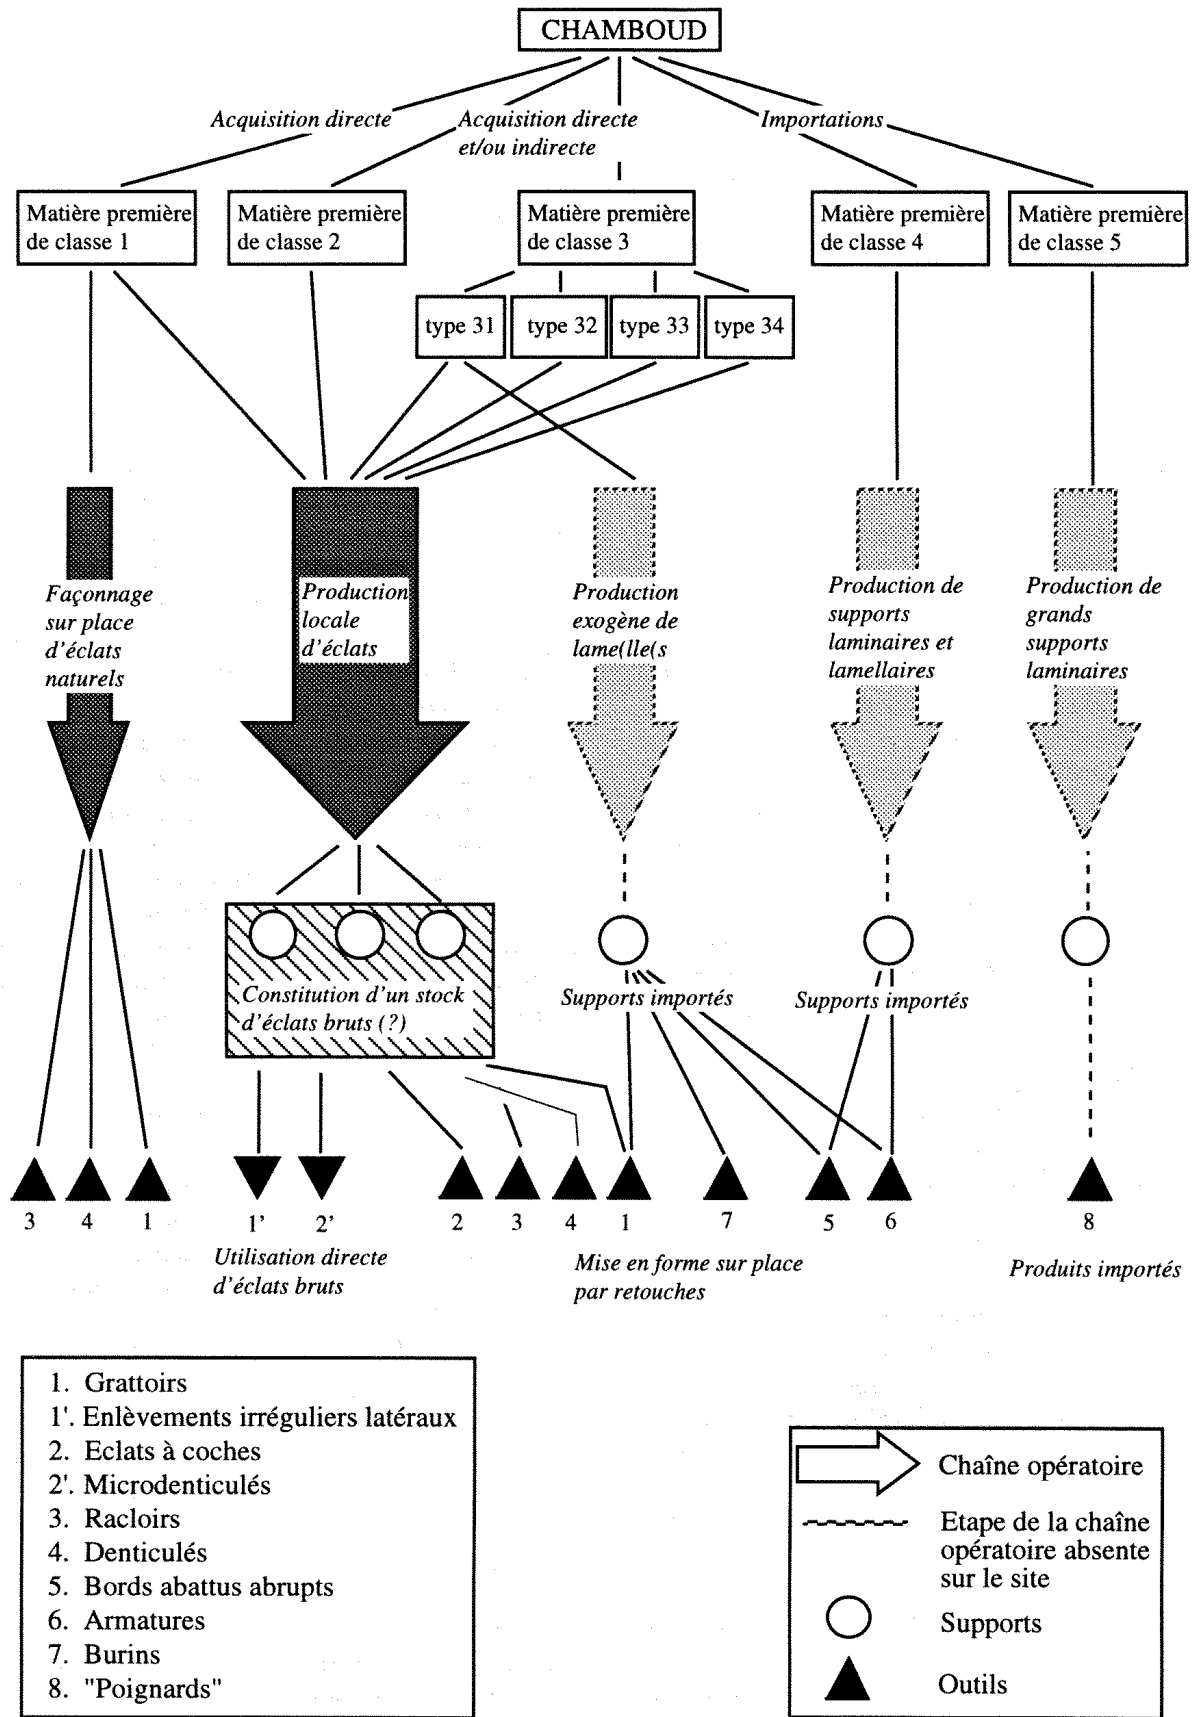 CHAMBOUD
Acquisition directe
Acquisition directe
et/ou indirecte
Importations
Matière première
de classe 1
Matière première
de classe 2
Matière première
de classe 3
Matière première
de classe 4
Matière première
de classe 5
type 31
type 32
type 33
type 34
Façonnage
sur place
d'éclats
naturels
Production
locale
d'éclats
Production
exogène de
lame(lle(s
Production de
supports
laminaires et
lamellaires
Production de
grands
supports
laminaires
Constitution d'un stock
d'éclats bruts (?)
Supports importés
Supports importés
3
4
1
1'
2'
2
3
4
1
7
5
6
8
Utilisation directe
d'éclats bruts
Mise en forme sur place
par retouches
Produits importés
1. Grattoirs
1'. Enlèvements irréguliers latéraux
2. Eclats à coches
2'. Microdenticulés
3. Racloirs
4. Denticulés
5. Bords abattus abrupts
6. Armatures
7. Burins
8. "Poignards"
Chaîne opératoire
Etape de la chaîne
opératoire absente
sur le site
Supports
Outils